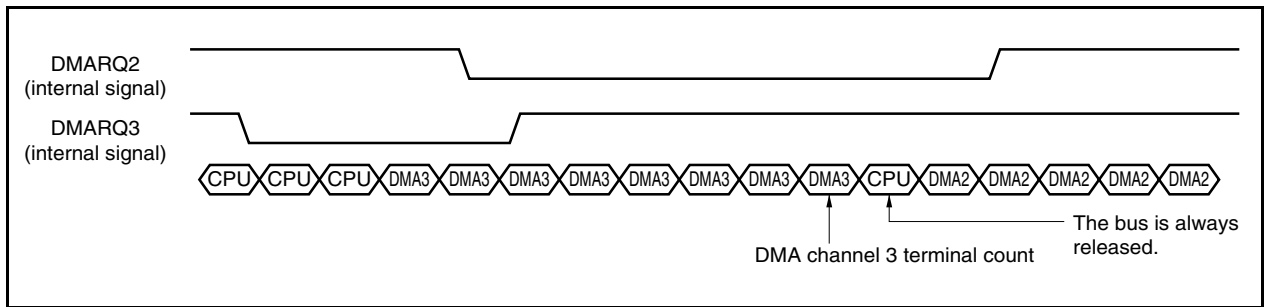 DMARQ2
(internal signal)
DMARQ3
(internal signal)
CPU CPU CPU DMA3 DMA3 DMA3 DMA3 DMA3 DMA3 DMA3 DMA3 CPU DMA2 DMA2 DMA2 DMA2 DMA2
DMA channel 3 terminal count
The bus is always
released.